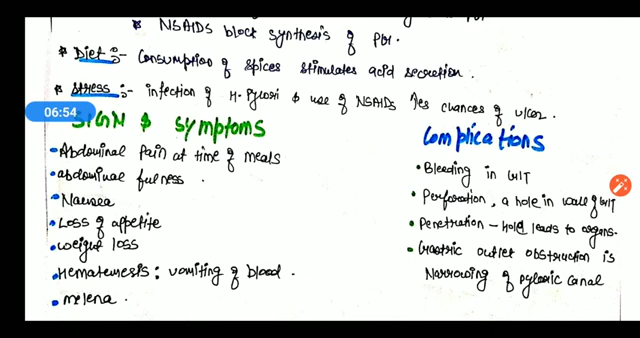 * NSAIDs block synthesis of PGI.
* Diet :- Consumption of spices stimulates acid secretion.
* Stress :- infection of H. Pylori & use of NSAIDs ↑es chances of ulcer.
06:54
SIGN & Symptoms
• Abdominal Pain at time of meals
• abdominal fulness.
• Nausea
• Loss of appetite
• weight loss
• Hematemesis : vomiting of blood.
• melena.
Complications
• Bleeding in GIT
• Perforation, a hole in wall of GIT
• Penetration – hold leads to organs.
• Gastric outlet obstruction is
Narrowing of pyloric canal